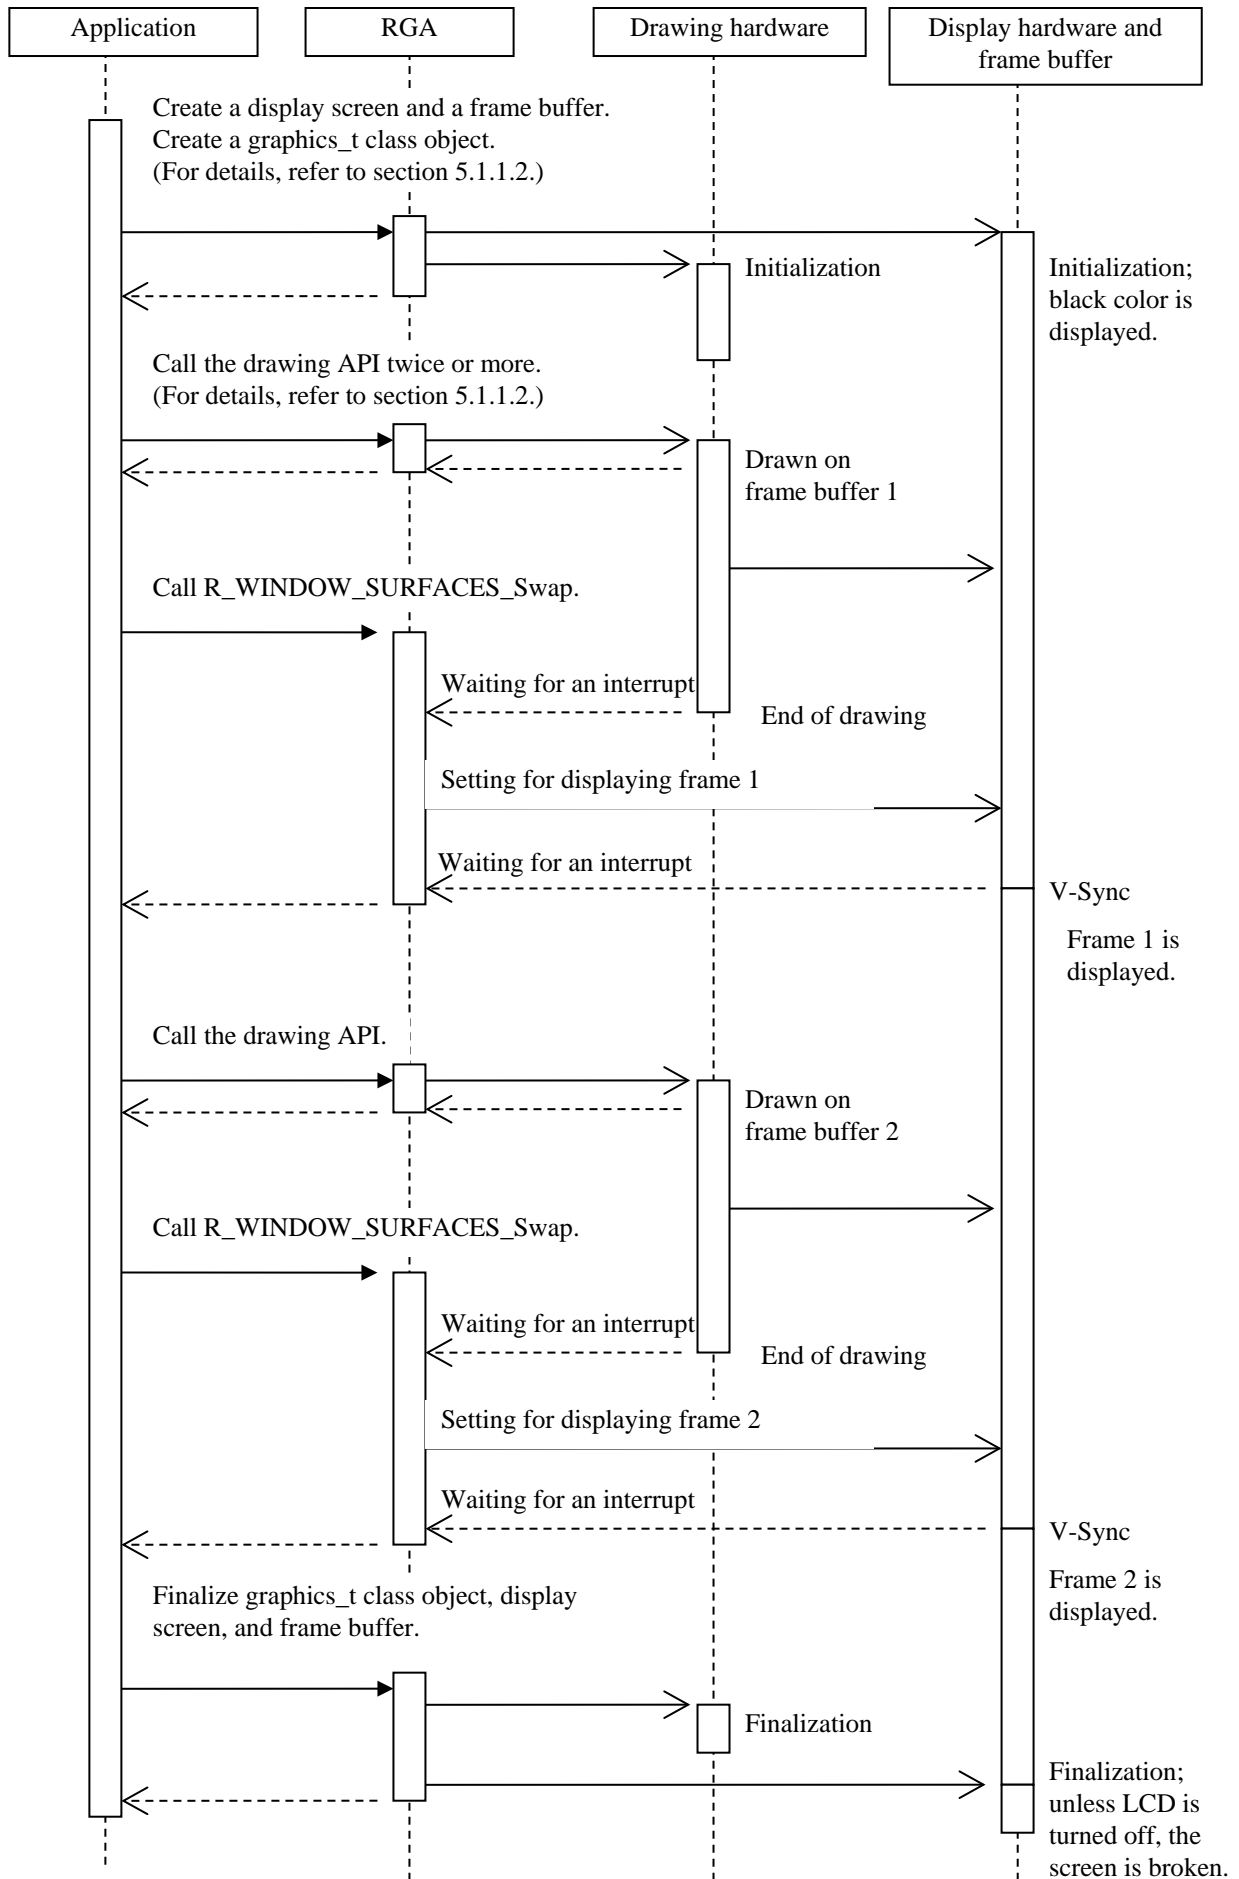 Application
RGA
Drawing hardware
Display hardware and
frame buffer
Create a display screen and a frame buffer.
Create a graphics_t class object.
(For details, refer to section 5.1.1.2.)
Initialization
Initialization;
black color is
displayed.
Call the drawing API twice or more.
(For details, refer to section 5.1.1.2.)
Drawn on
frame buffer 1
Call R_WINDOW_SURFACES_Swap.
Waiting for an interrupt
End of drawing
Setting for displaying frame 1
Waiting for an interrupt
V-Sync
Frame 1 is
displayed.
Call the drawing API.
Drawn on
frame buffer 2
Call R_WINDOW_SURFACES_Swap.
Waiting for an interrupt
End of drawing
Setting for displaying frame 2
Waiting for an interrupt
V-Sync
Frame 2 is
displayed.
Finalize graphics_t class object, display
screen, and frame buffer.
Finalization
Finalization;
unless LCD is
turned off, the
screen is broken.